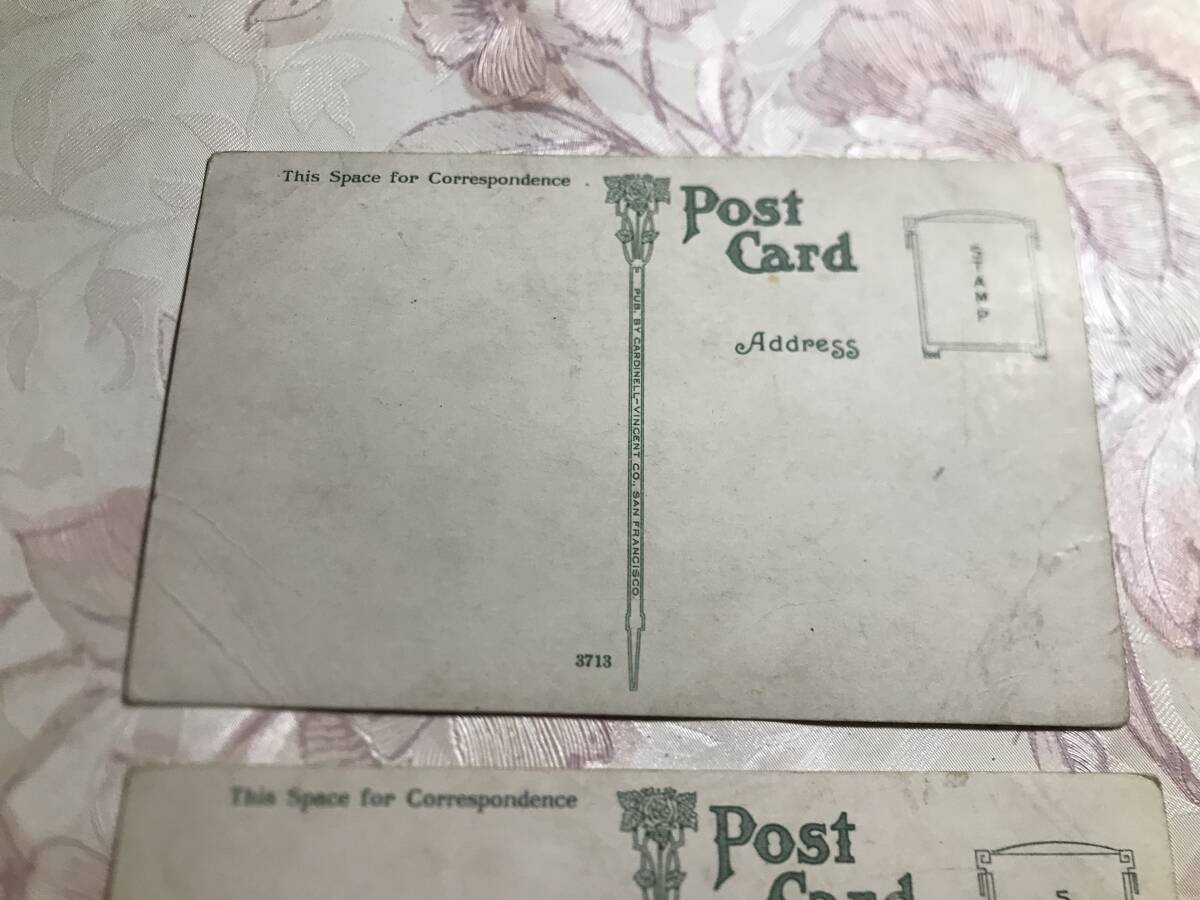 This Space for Correspondence
Post
Card
STAMP
Address
PUB. BY CARDINELL-VINCENT CO., SAN FRANCISCO.
3713
This Space for Correspondence
Post
Card
S